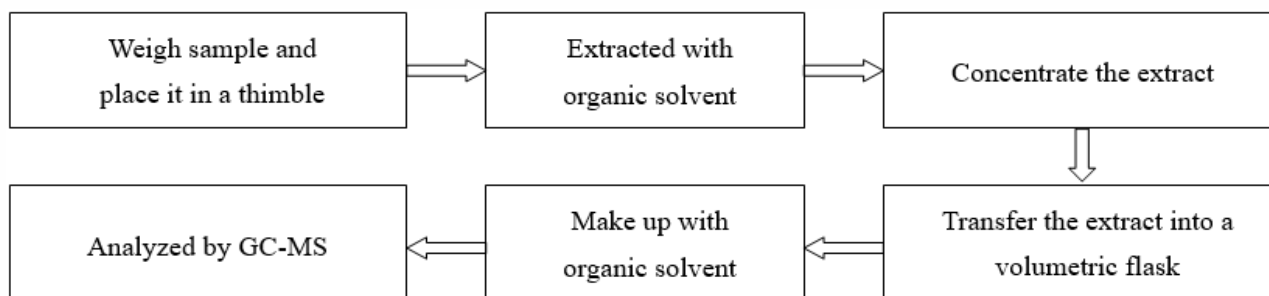 Weigh sample and
place it in a thimble
Extracted with
organic solvent
Concentrate the extract
Transfer the extract into a
volumetric flask
Make up with
organic solvent
Analyzed by GC-MS